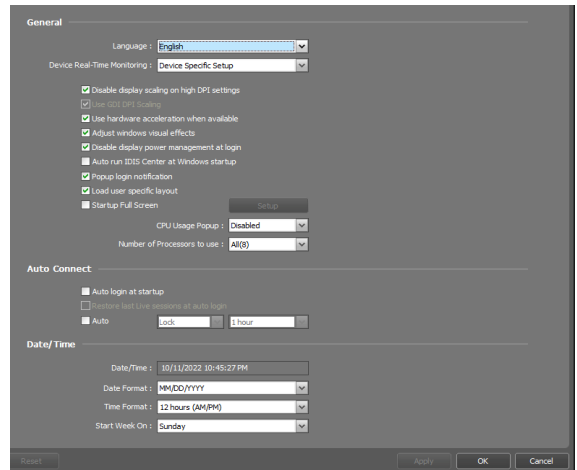 General
Language : English
Device Real-Time Monitoring : Device Specific Setup
Disable display scaling on high DPI settings
Use GDI DPI Scaling
Use hardware acceleration when available
Adjust windows visual effects
Disable display power management at login
Auto run IDIS Center at Windows startup
Popup login notification
Load user specific layout
Startup Full Screen Setup
CPU Usage Popup : Disabled
Number of Processors to use : All(8)
Auto Connect
Auto login at startup
Restore last Live sessions at auto login
Auto Lock 1 hour
Date/Time
Date/Time : 10/11/2022 10:45:27 PM
Date Format : MM/DD/YYYY
Time Format : 12 hours (AM/PM)
Start Week On : Sunday
Reset Apply OK Cancel